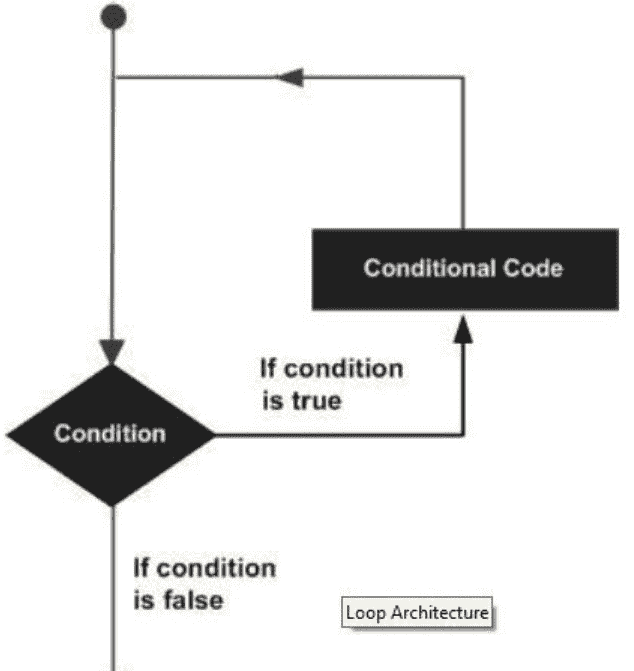 Conditional Code
If condition
is true
Condition
If condition
is false
Loop Architecture